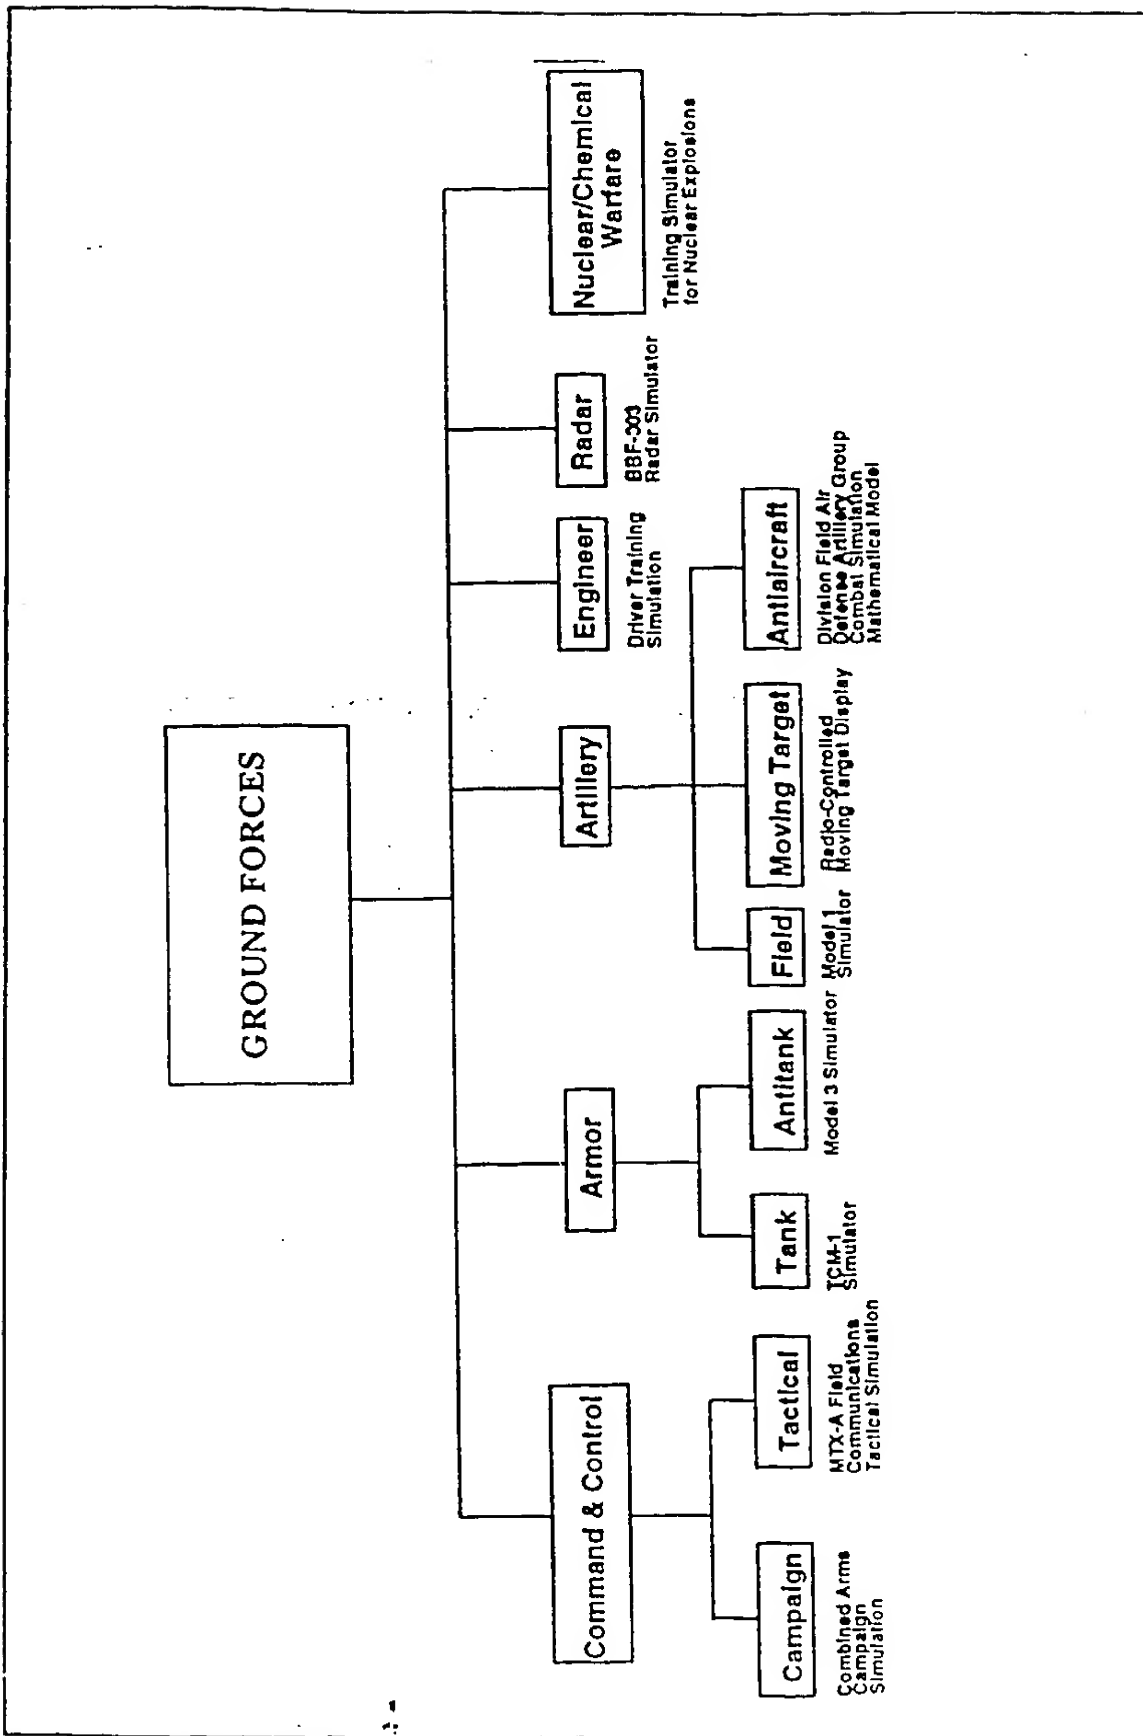 GROUND FORCES
Command & Control
Armor
Artillery
Engineer
Driver Training
Simulation
Radar
BBF-003
Radar Simulator
Nuclear/Chemical
Warfare
Training Simulator
for Nuclear Explosions
Campaign
Combined Arms
Campaign
Simulation
Tactical
MTX-A Field
Communications
Tactical Simulation
Tank
TCM-1
Simulator
Antitank
Model 3 Simulator
Field
Model 1
Simulator
Moving Target
Radio-Controlled
Moving Target Display
Antiaircraft
Division Field Air
Defense Artillery Group
Combat Simulation
Mathematical Model